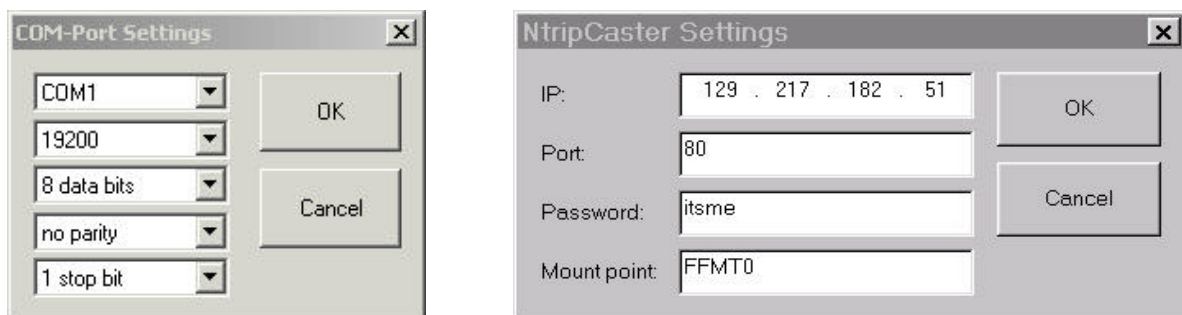 COM-Port Settings
COM1
19200
8 data bits
no parity
1 stop bit
OK
Cancel
NtripCaster Settings
IP:
129 . 217 . 182 . 51
Port:
80
Password:
itsme
Mount point:
FFMT0
OK
Cancel